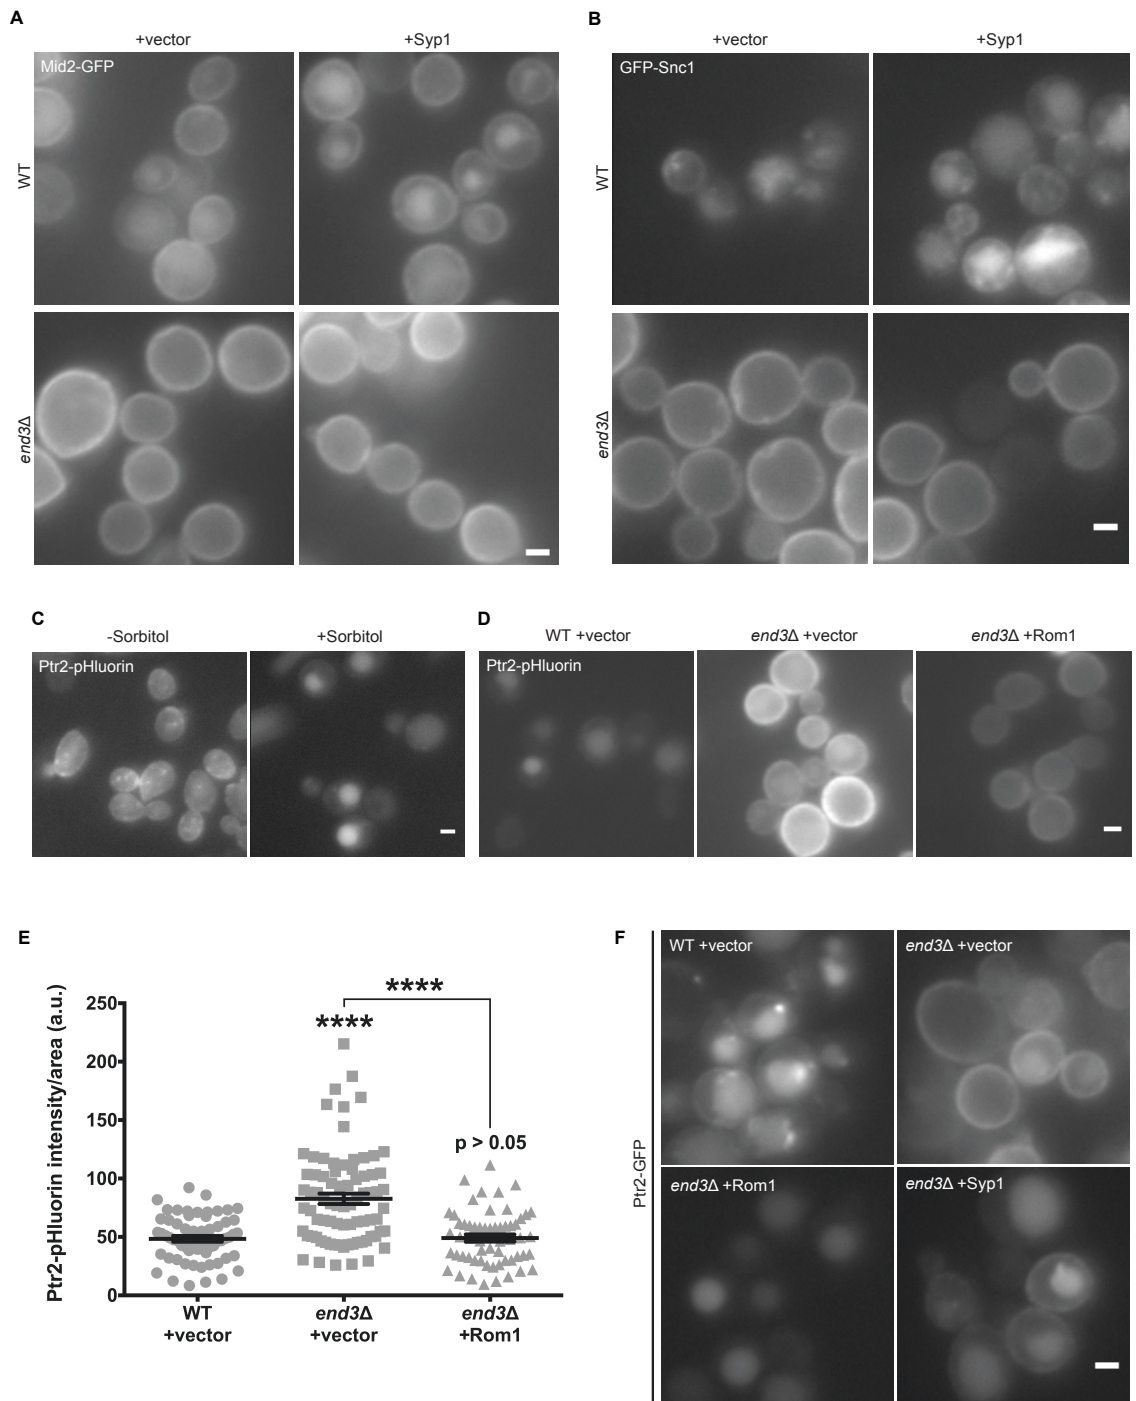 A
+vector
+Syp1
Mid2-GFP
WT
end3Δ
B
+vector
+Syp1
GFP-Snc1
WT
end3Δ
C
-Sorbitol
+Sorbitol
Ptr2-pHluorin
D
WT +vector
end3Δ +vector
end3Δ +Rom1
Ptr2-pHluorin
E
Ptr2-pHluorin intensity/area (a.u.)
250
200
150
100
50
0
****
****
p > 0.05
WT
+vector
end3Δ
+vector
end3Δ
+Rom1
F
Ptr2-GFP
WT +vector
end3Δ +vector
end3Δ +Rom1
end3Δ +Syp1